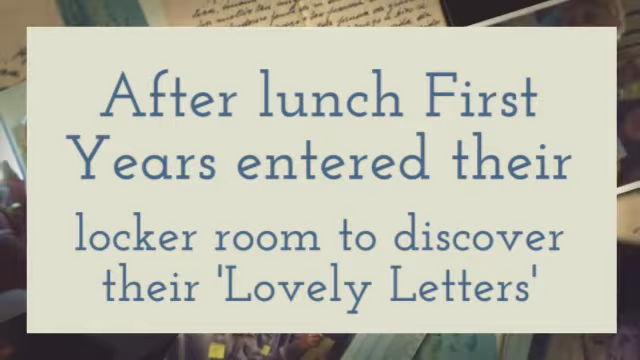 After lunch First
Years entered their
locker room to discover
their 'Lovely Letters'